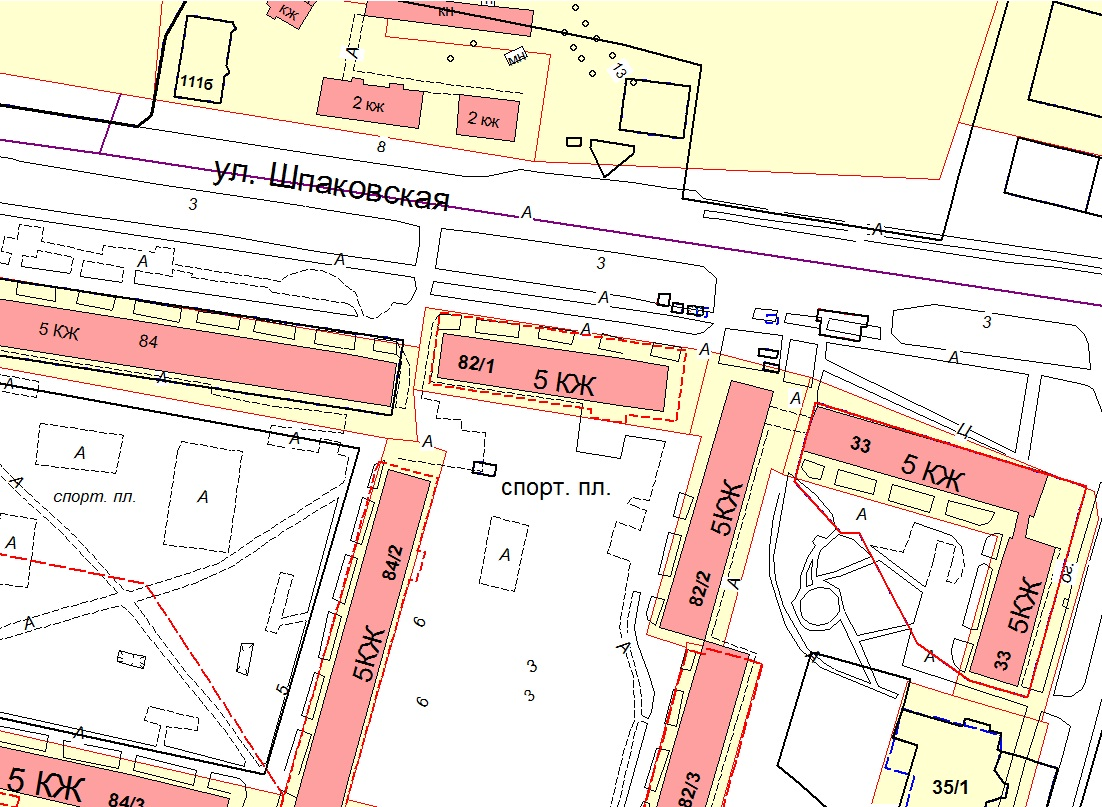 КЖ
КН
А
МН
13
111б
2 КЖ
2 КЖ
8
ул. Шпаковская
3
А
А
А
А
3
А
3
5 КЖ
84
А
А
А
82/1
5 КЖ
А
А
А
А
А
Ц
33
5 КЖ
А
А
спорт. пл.
А
А
А
спорт. пл.
А
5КЖ
А
84/2
82/2
А
5КЖ
33
ог.
А
6
А
5КЖ
3
3
6
5
А
А
А
5 КЖ
84/3
82/3
35/1